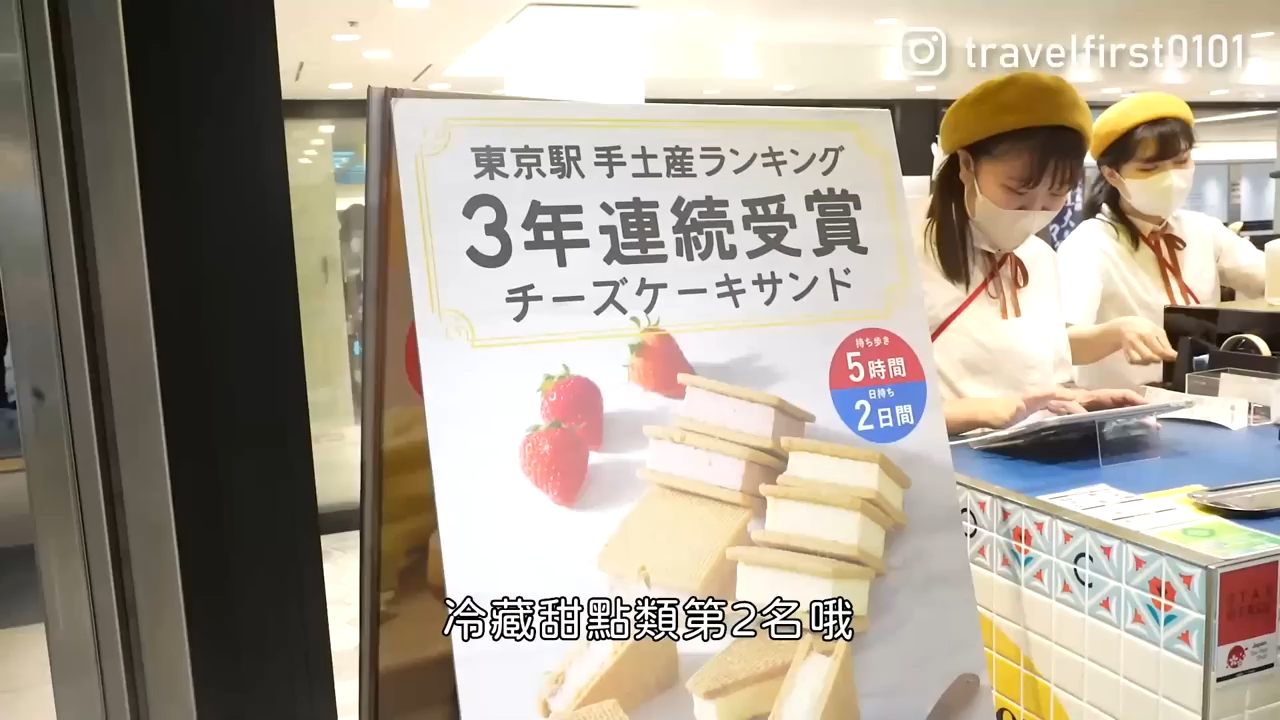 travelfirst0101
東京駅 手土産ランキング
3年連続受賞
チーズケーキサンド
持ち歩き
5時間
日持ち
2日間
冷藏甜點類第2名哦